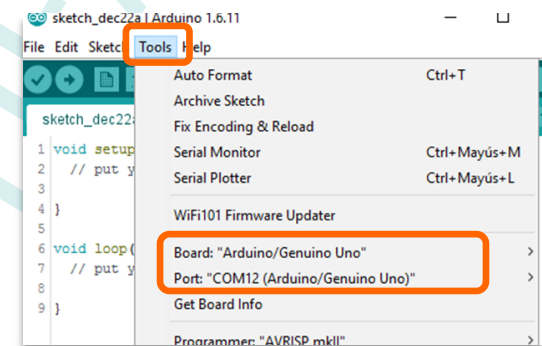 sketch_dec22a | Arduino 1.6.11
File Edit Sketch Tools Help
Auto Format Ctrl+T
Archive Sketch
sketch_dec22a
Fix Encoding & Reload
1 void setup
Serial Monitor Ctrl+Mayús+M
2 // put y
Serial Plotter Ctrl+Mayús+L
3
4 }
WiFi101 Firmware Updater
5
6 void loop(
Board: "Arduino/Genuino Uno"
7 // put y
Port: "COM12 (Arduino/Genuino Uno)"
8
Get Board Info
9 }
Programmer: "AVRISP mkII"